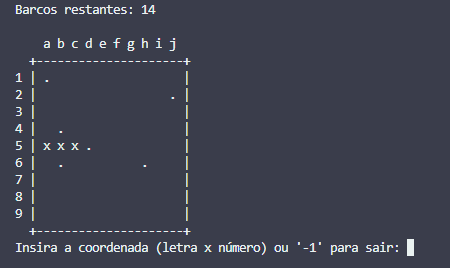 Barcos restantes: 14
    a b c d e f g h i j
  +---------------------+
1 | .                   |
2 |                   . |
3 |                     |
4 |   .                 |
5 | x x x .             |
6 |   .           .     |
7 |                     |
8 |                     |
9 |                     |
  +---------------------+
Insira a coordenada (letra x número) ou '-1' para sair: